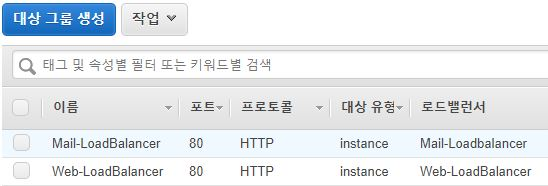 대상 그룹 생성 작업
태그 및 속성별 필터 또는 키워드별 검색
이름 포트 프로토콜 대상 유형 로드밸런서
Mail-LoadBalancer 80 HTTP instance Mail-Loadbalancer
Web-LoadBalancer 80 HTTP instance Web-LoadBalancer